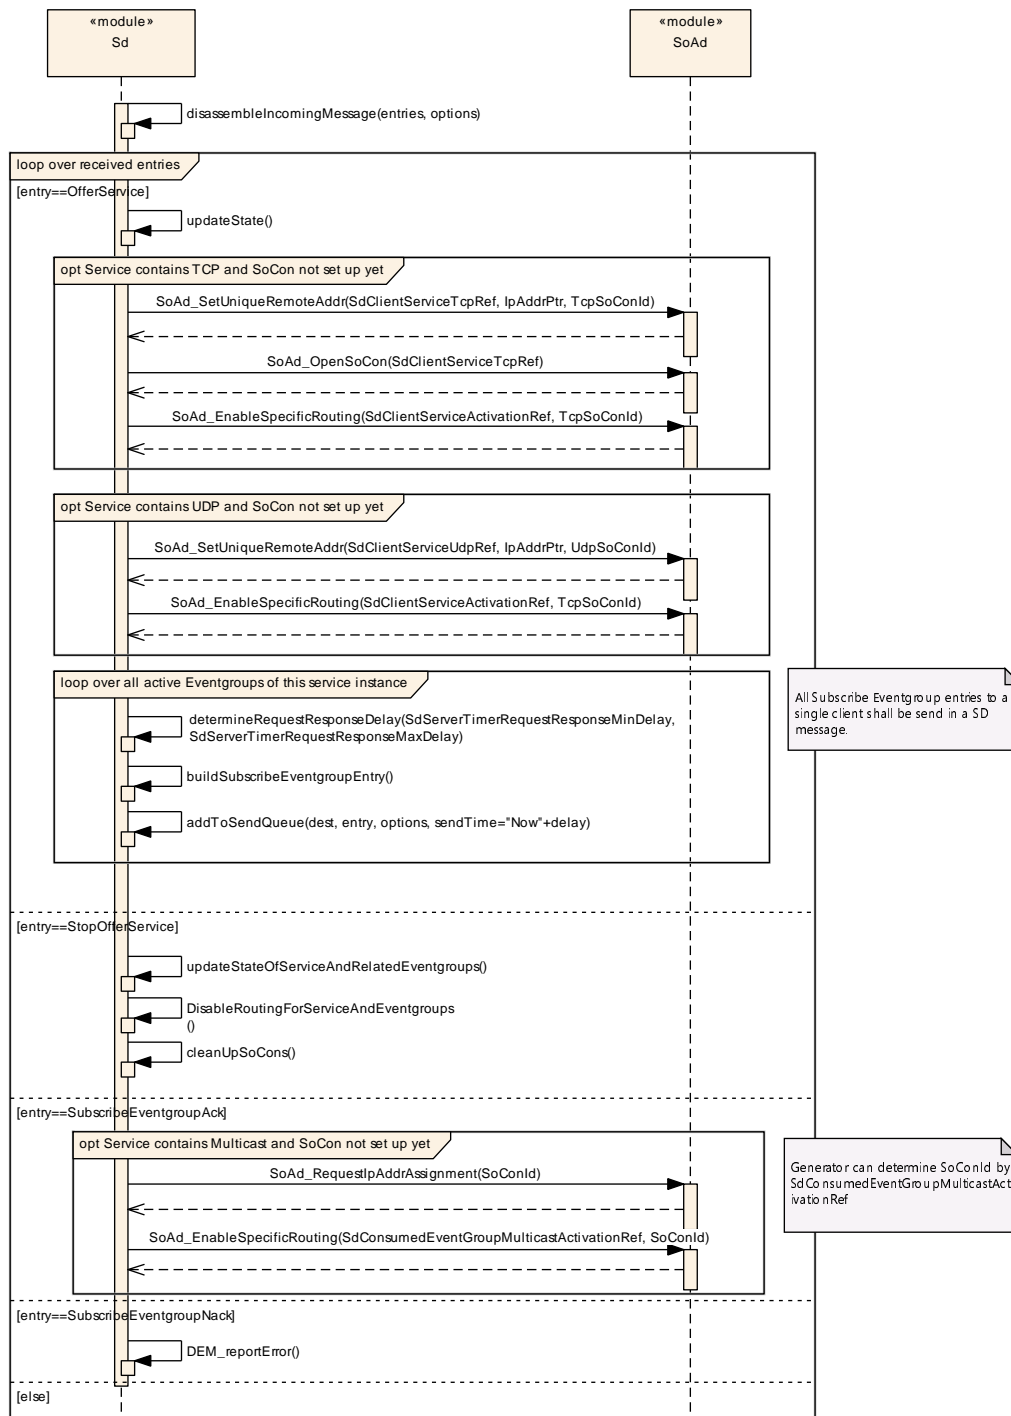 «module»
Sd
«module»
SoAd
disassembleIncomingMessage(entries, options)
loop over received entries
[entry==OfferService]
updateState()
opt Service contains TCP and SoCon not set up yet
SoAd_SetUniqueRemoteAddr(SdClientServiceTcpRef, IpAddrPtr, TcpSoConId)
SoAd_OpenSoCon(SdClientServiceTcpRef)
SoAd_EnableSpecificRouting(SdClientServiceActivationRef, TcpSoConId)
opt Service contains UDP and SoCon not set up yet
SoAd_SetUniqueRemoteAddr(SdClientServiceUdpRef, IpAddrPtr, UdpSoConId)
SoAd_EnableSpecificRouting(SdClientServiceActivationRef, TcpSoConId)
loop over all active Eventgroups of this service instance
All Subscribe Eventgroup entries to a
single client shall be send in a SD
message.
determineRequestResponseDelay(SdServerTimerRequestResponseMinDelay,
SdServerTimerRequestResponseMaxDelay)
buildSubscribeEventgroupEntry()
addToSendQueue(dest, entry, options, sendTime="Now"+delay)
[entry==StopOfferService]
updateStateOfServiceAndRelatedEventgroups()
DisableRoutingForServiceAndEventgroups
()
cleanUpSoCons()
[entry==SubscribeEventgroupAck]
opt Service contains Multicast and SoCon not set up yet
Generator can determine SoConId by
SdConsumedEventGroupMulticastAct
ivationRef
SoAd_RequestIpAddrAssignment(SoConId)
SoAd_EnableSpecificRouting(SdConsumedEventGroupMulticastActivationRef, SoConId)
[entry==SubscribeEventgroupNack]
DEM_reportError()
[else]